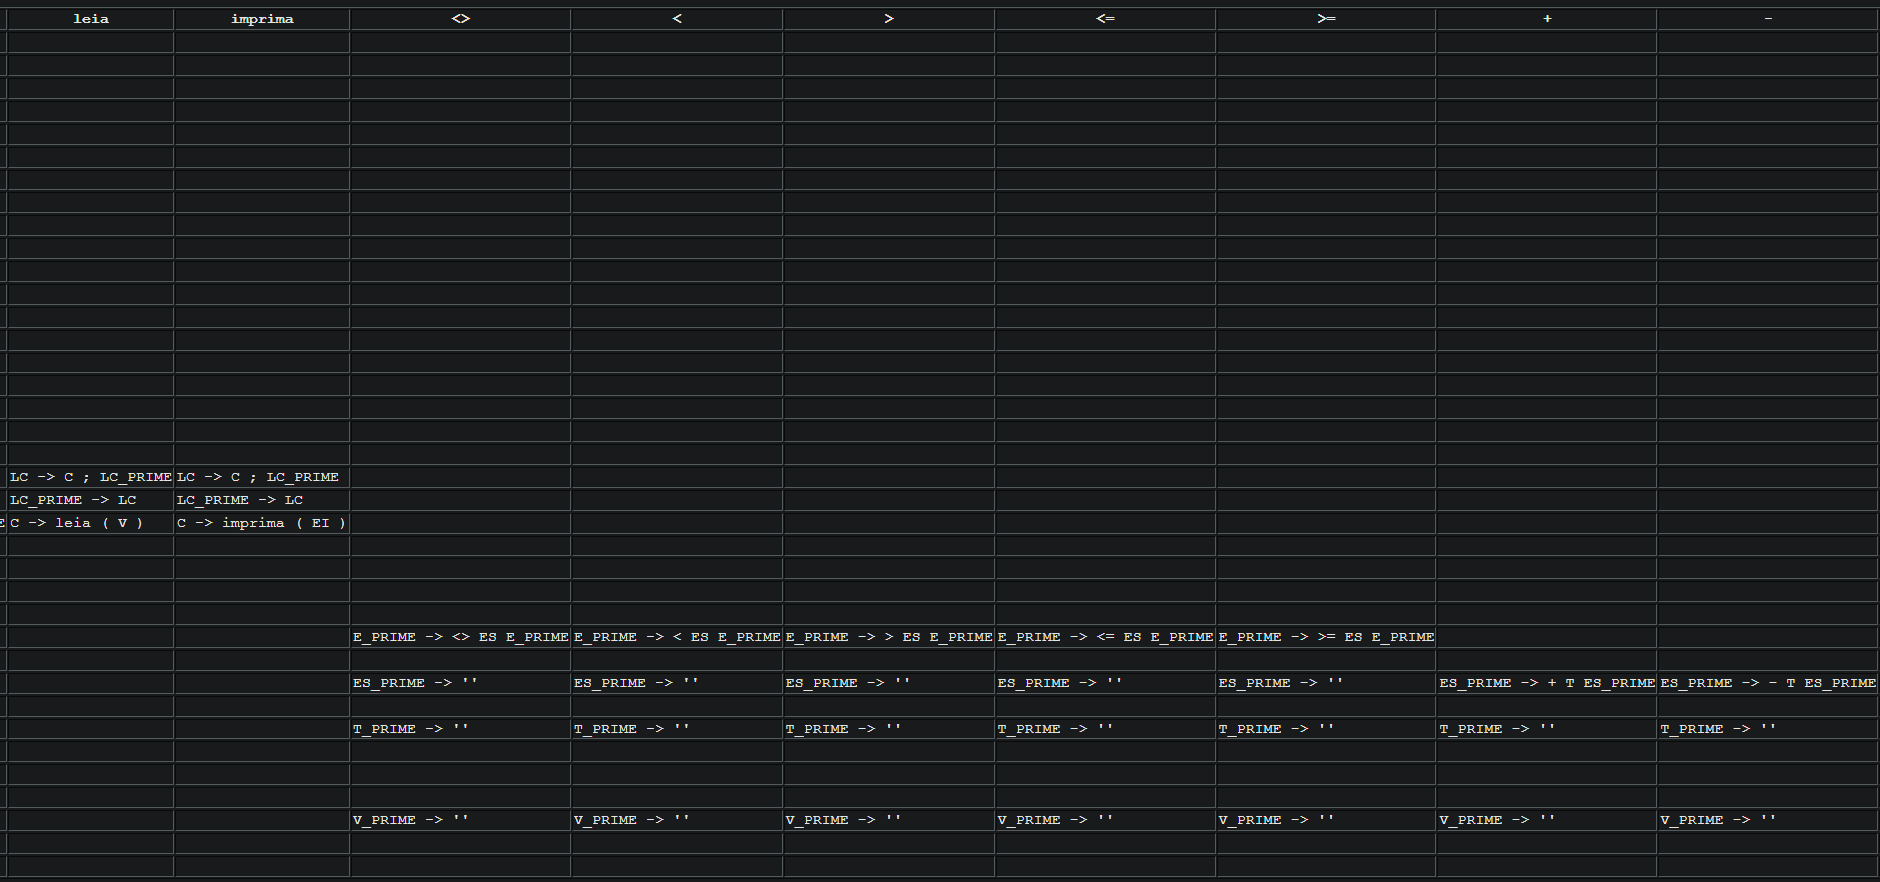 leia imprima <> < > <= >= + -
LC -> C ; LC_PRIME LC -> C ; LC_PRIME
LC_PRIME -> LC LC_PRIME -> LC
E C -> leia ( V ) C -> imprima ( EI )
E_PRIME -> <> ES E_PRIME E_PRIME -> < ES E_PRIME E_PRIME -> > ES E_PRIME E_PRIME -> <= ES E_PRIME E_PRIME -> >= ES E_PRIME
ES_PRIME -> '' ES_PRIME -> '' ES_PRIME -> '' ES_PRIME -> '' ES_PRIME -> '' ES_PRIME -> + T ES_PRIME ES_PRIME -> - T ES_PRIME
T_PRIME -> '' T_PRIME -> '' T_PRIME -> '' T_PRIME -> '' T_PRIME -> '' T_PRIME -> '' T_PRIME -> ''
V_PRIME -> '' V_PRIME -> '' V_PRIME -> '' V_PRIME -> '' V_PRIME -> '' V_PRIME -> '' V_PRIME -> ''